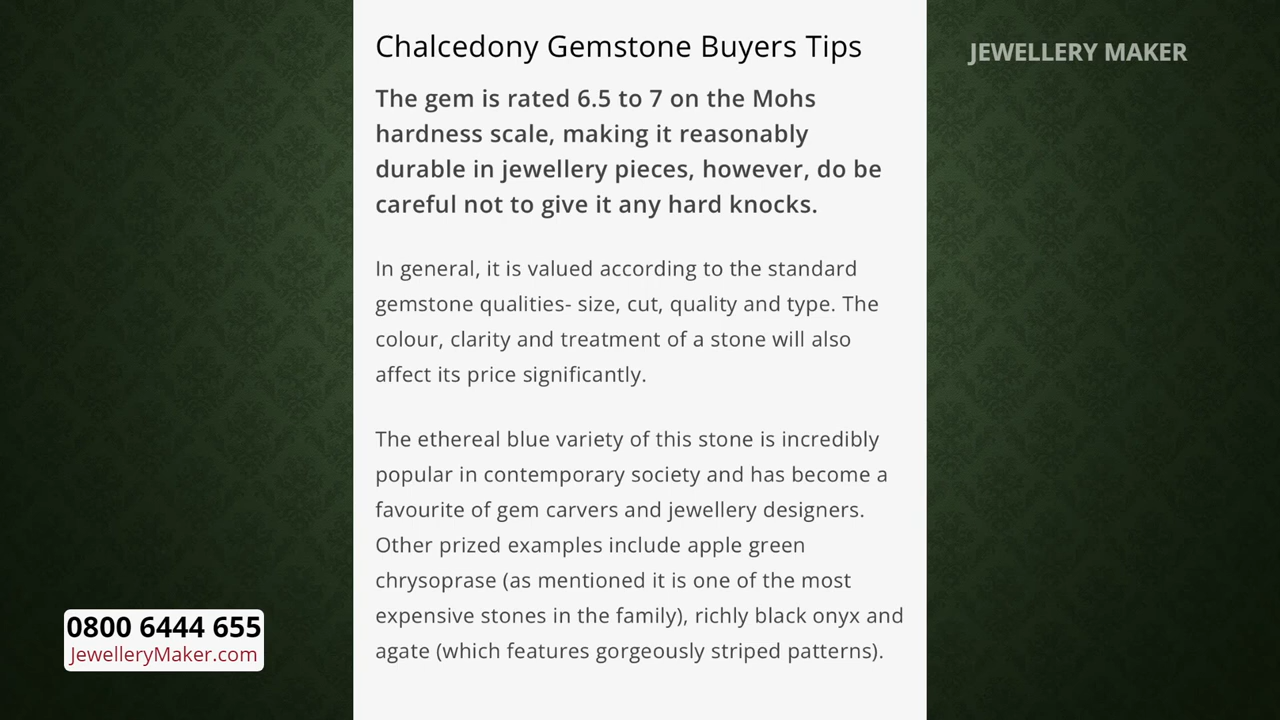 Chalcedony Gemstone Buyers Tips
JEWELLERY MAKER
The gem is rated 6.5 to 7 on the Mohs
hardness scale, making it reasonably
durable in jewellery pieces, however, do be
careful not to give it any hard knocks.
In general, it is valued according to the standard
gemstone qualities- size, cut, quality and type. The
colour, clarity and treatment of a stone will also
affect its price significantly.
The ethereal blue variety of this stone is incredibly
popular in contemporary society and has become a
favourite of gem carvers and jewellery designers.
Other prized examples include apple green
chrysoprase (as mentioned it is one of the most
expensive stones in the family), richly black onyx and
agate (which features gorgeously striped patterns).
0800 6444 655
JewelleryMaker.com